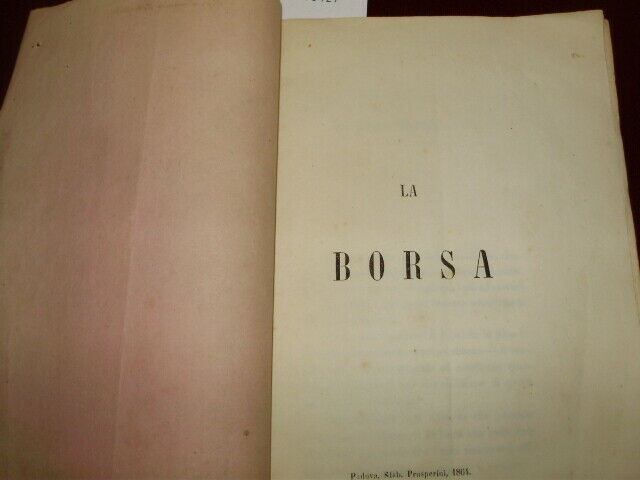 LA
BORSA
Padova, Stab. Prosperini, 1864.